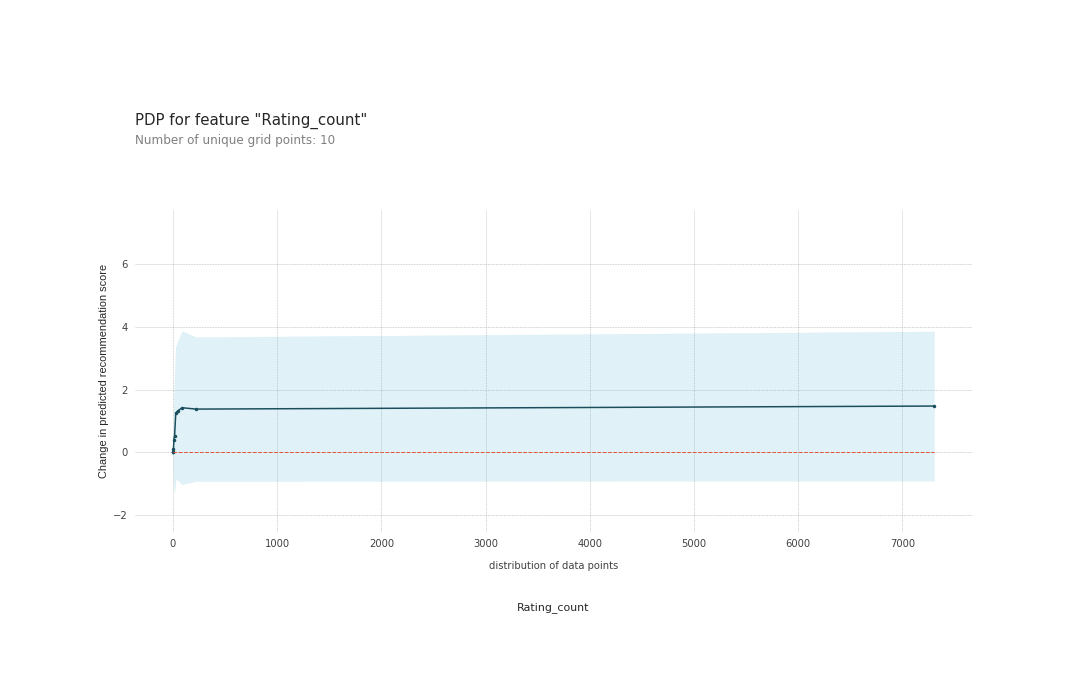 PDP for feature "Rating_count"
Number of unique grid points: 10
Change in predicted recommendation score
6
4
2
0
−2
0 1000 2000 3000 4000 5000 6000 7000
distribution of data points
Rating_count